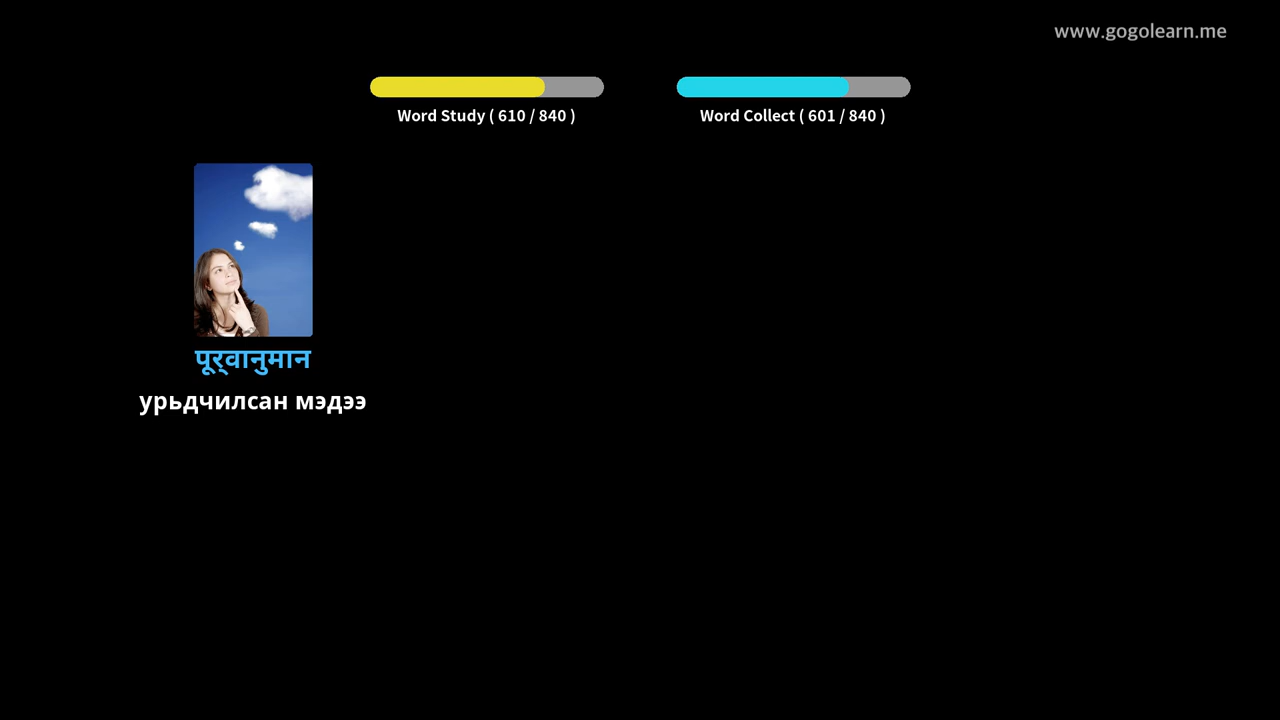 www.gogolearn.me
Word Study ( 610 / 840 )
Word Collect ( 601 / 840 )
पूर्वानुमान
урьдчилсан мэдээ